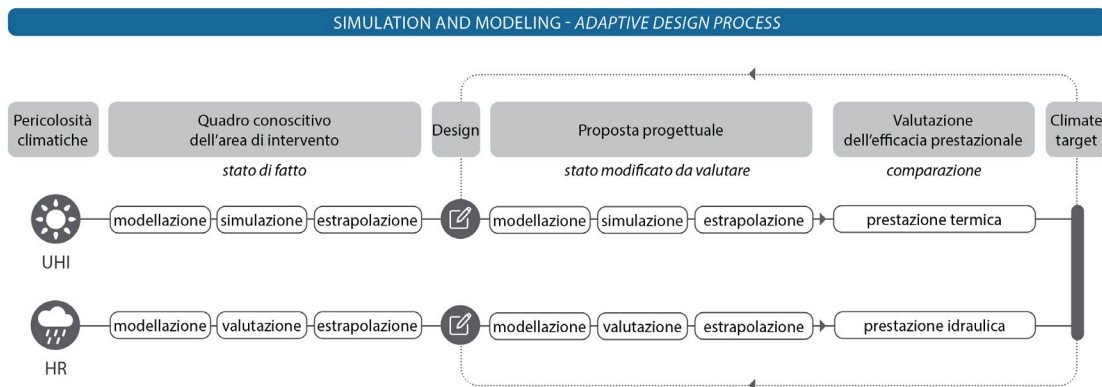 SIMULATION AND MODELING - ADAPTIVE DESIGN PROCESS
Pericolosità
climatiche
Quadro conoscitivo
dell'area di intervento
Design
Proposta progettuale
Valutazione
dell'efficacia prestazionale
Climate
target
stato di fatto
stato modificato da valutare
comparazione
modellazione
simulazione
estrapolazione
modellazione
simulazione
estrapolazione
prestazione termica
UHI
modellazione
valutazione
estrapolazione
modellazione
valutazione
estrapolazione
prestazione idraulica
HR